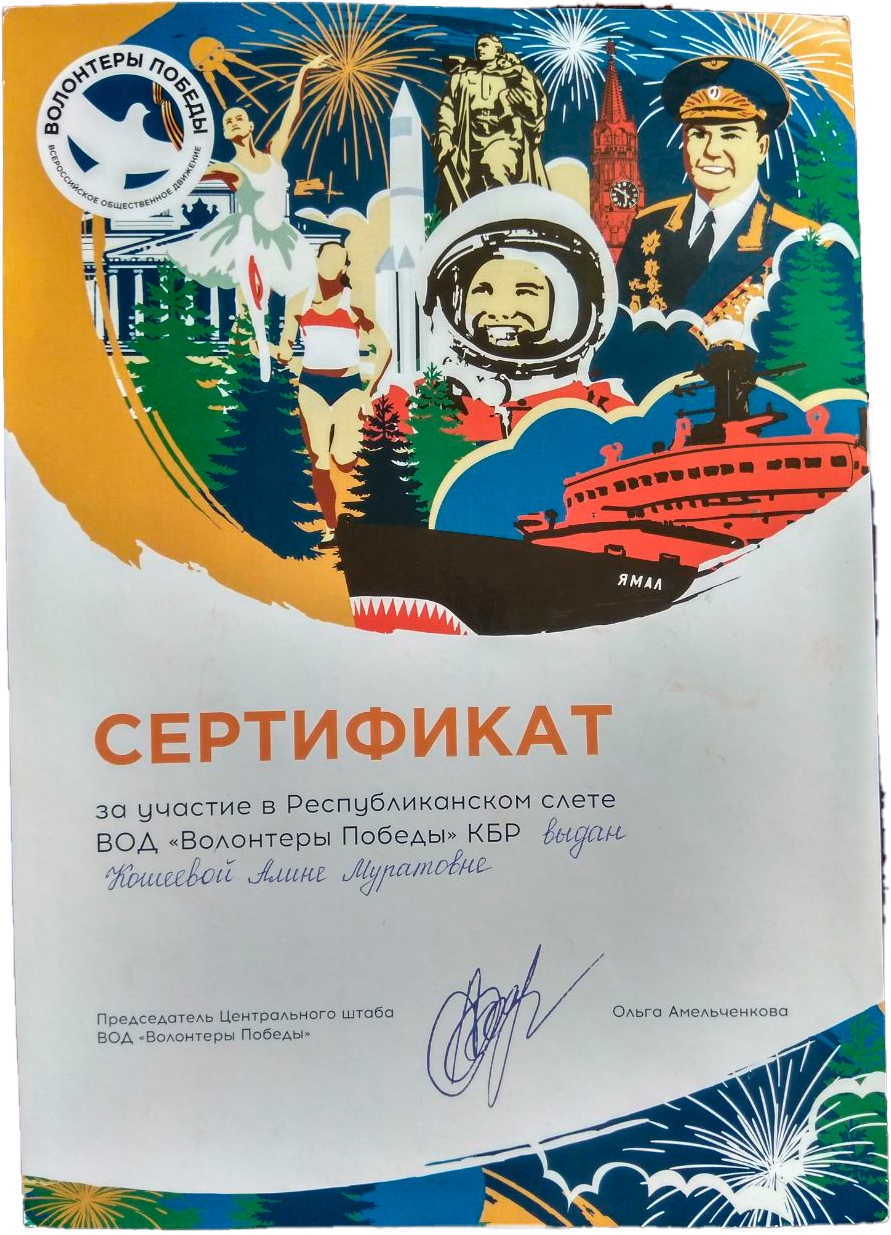 ВОЛОНТЕРЫ ПОБЕДЫ
ВСЕРОССИЙСКОЕ ОБЩЕСТВЕННОЕ ДВИЖЕНИЕ
ЯМАЛ
СЕРТИФИКАТ
за участие в Республиканском слете
ВОД «Волонтеры Победы» КБР выдан
Кошеевой Алине Муратовне
Председатель Центрального штаба
ВОД «Волонтеры Победы»
Ольга Амельченкова